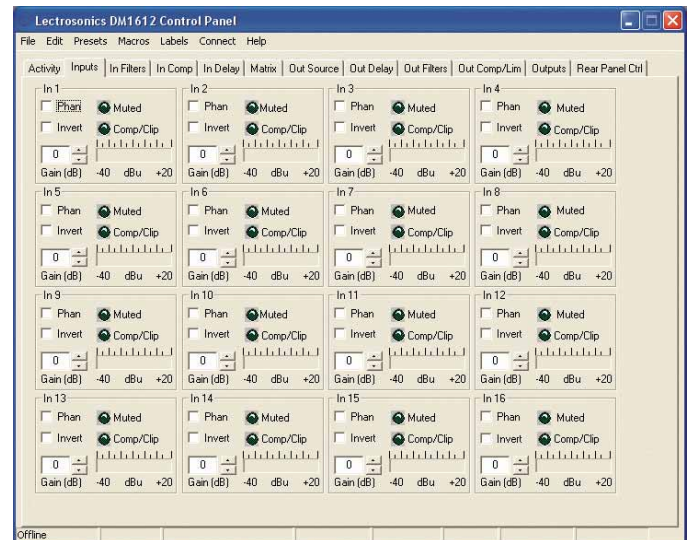 Lectrosonics DM1612 Control Panel
File Edit Presets Macros Labels Connect Help
Activity Inputs In Filters In Comp In Delay Matrix Out Source Out Delay Out Filters Out Comp/Lim Outputs Rear Panel Ctrl
In 1 In 2 In 3 In 4
Phan Muted Phan Muted Phan Muted Phan Muted
Invert Comp/Clip Invert Comp/Clip Invert Comp/Clip Invert Comp/Clip
0 0 0 0
Gain (dB) -40 dBu +20 Gain (dB) -40 dBu +20 Gain (dB) -40 dBu +20 Gain (dB) -40 dBu +20
In 5 In 6 In 7 In 8
Phan Muted Phan Muted Phan Muted Phan Muted
Invert Comp/Clip Invert Comp/Clip Invert Comp/Clip Invert Comp/Clip
0 0 0 0
Gain (dB) -40 dBu +20 Gain (dB) -40 dBu +20 Gain (dB) -40 dBu +20 Gain (dB) -40 dBu +20
In 9 In 10 In 11 In 12
Phan Muted Phan Muted Phan Muted Phan Muted
Invert Comp/Clip Invert Comp/Clip Invert Comp/Clip Invert Comp/Clip
0 0 0 0
Gain (dB) -40 dBu +20 Gain (dB) -40 dBu +20 Gain (dB) -40 dBu +20 Gain (dB) -40 dBu +20
In 13 In 14 In 15 In 16
Phan Muted Phan Muted Phan Muted Phan Muted
Invert Comp/Clip Invert Comp/Clip Invert Comp/Clip Invert Comp/Clip
0 0 0 0
Gain (dB) -40 dBu +20 Gain (dB) -40 dBu +20 Gain (dB) -40 dBu +20 Gain (dB) -40 dBu +20
Offline